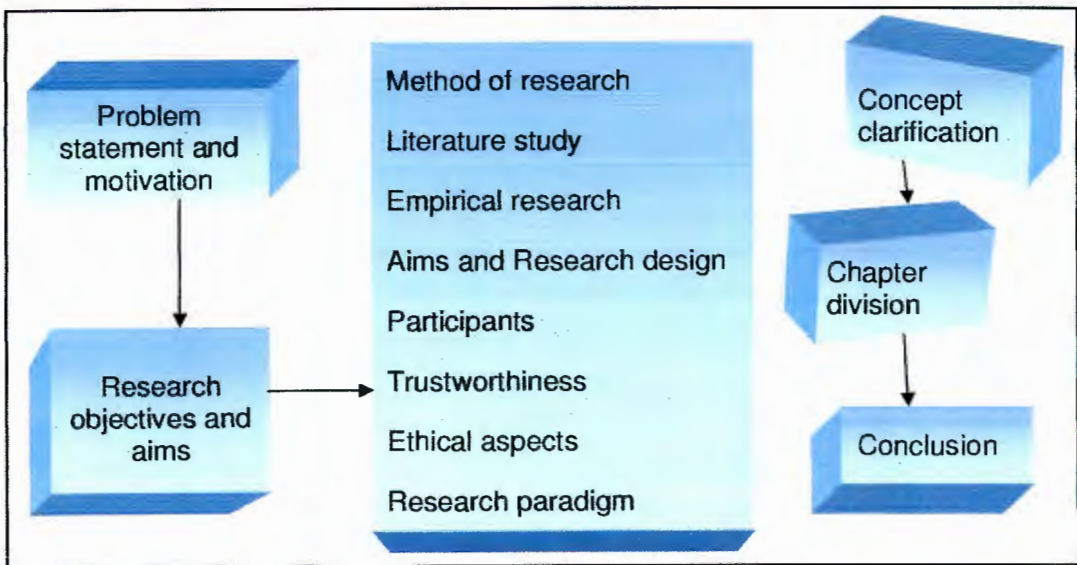 Problem
statement and
motivation
Research
objectives and
aims
Method of research
Literature study
Empirical research
Aims and Research design
Participants
Trustworthiness
Ethical aspects
Research paradigm
Concept
clarification
Chapter
division
Conclusion